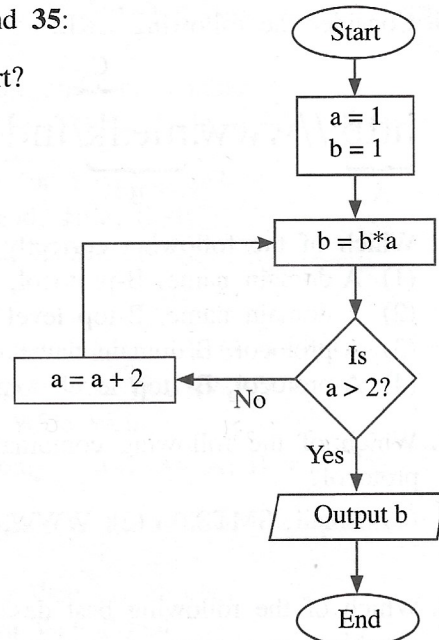 nd 35:
rt?
Start
a = 1
b = 1
b = b*a
Is
a > 2?
No
a = a + 2
Yes
Output b
End